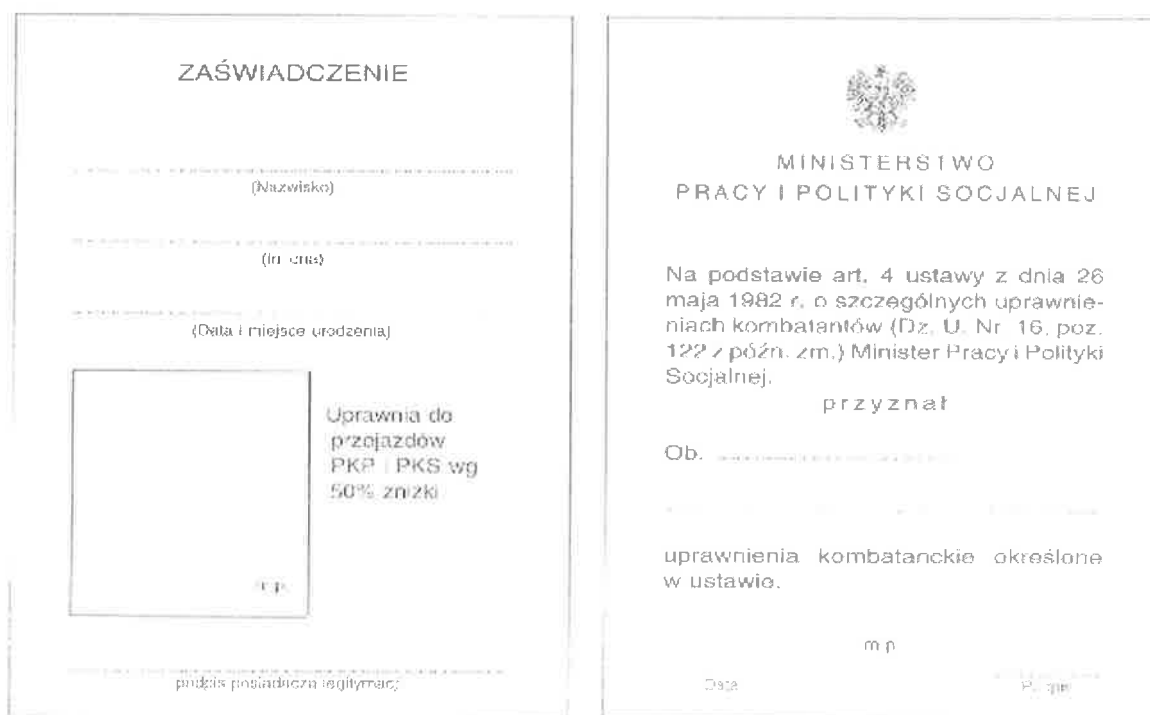 ZAŚWIADCZENIE
(Nazwisko)
(Data i miejsce urodzenia)
Uprawnia do
przejazdów
PKP i PKS wg
50% zniżki
m.p.
podpis posiadacza legitymacji
MINISTERSTWO
PRACY I POLITYKI SOCJALNEJ
Na podstawie art. 4 ustawy z dnia 26
maja 1982 r. o szczególnych uprawnie-
niach kombatantów (Dz. U. Nr 16, poz.
122 z późn. zm.) Minister Pracy i Polityki
Socjalnej.
przyznał
Ob.
uprawnienia kombatanckie określone
w ustawie.
m p
Data